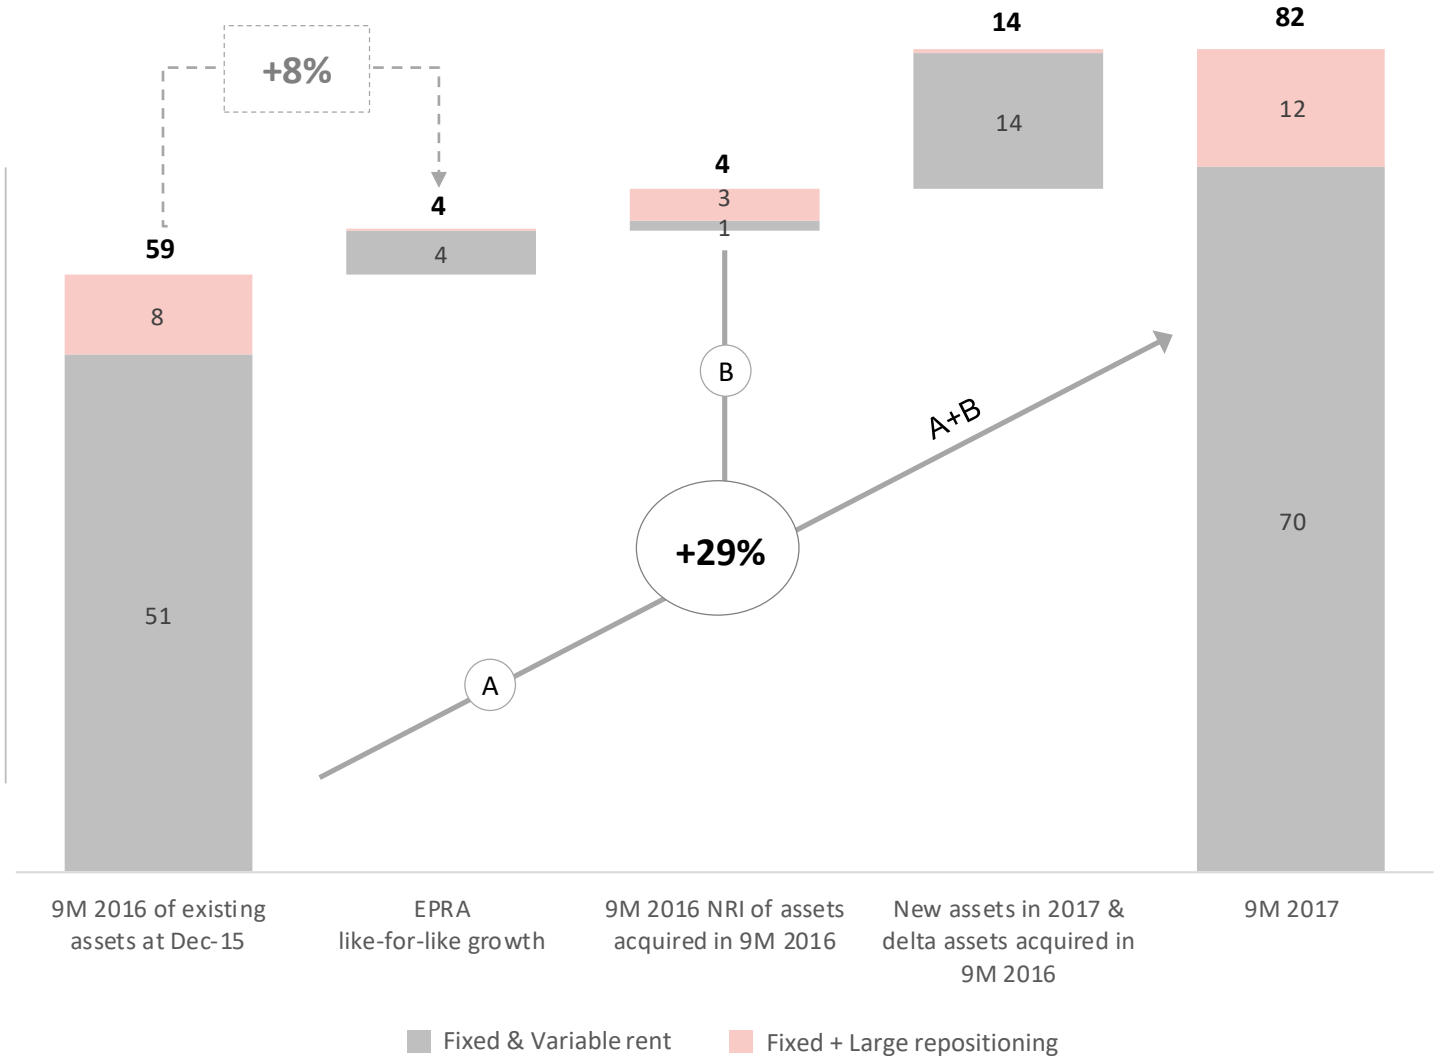 14
82
+8%
12
14
4
3
1
4
4
59
8
B
A+B
+29%
70
51
A
9M 2016 of existing
assets at Dec-15
EPRA
like-for-like growth
9M 2016 NRI of assets
acquired in 9M 2016
New assets in 2017 &
delta assets acquired in
9M 2016
9M 2017
Fixed & Variable rent
Fixed + Large repositioning